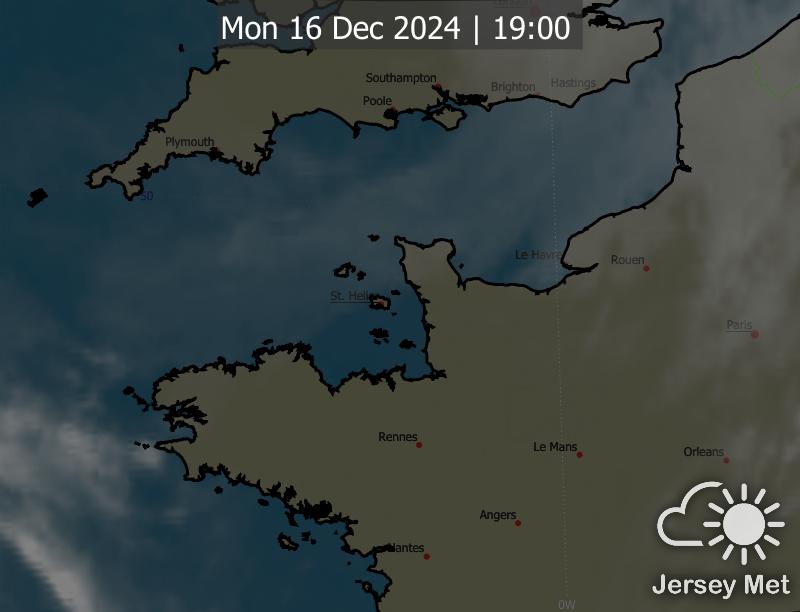 Mon 16 Dec 2024 | 19:00
Southampton
Brighton
Hastings
Poole
Plymouth
50
Le Havre
Rouen
St. Helier
Paris
Rennes
Le Mans
Orleans
Angers
Nantes
0W
Jersey Met